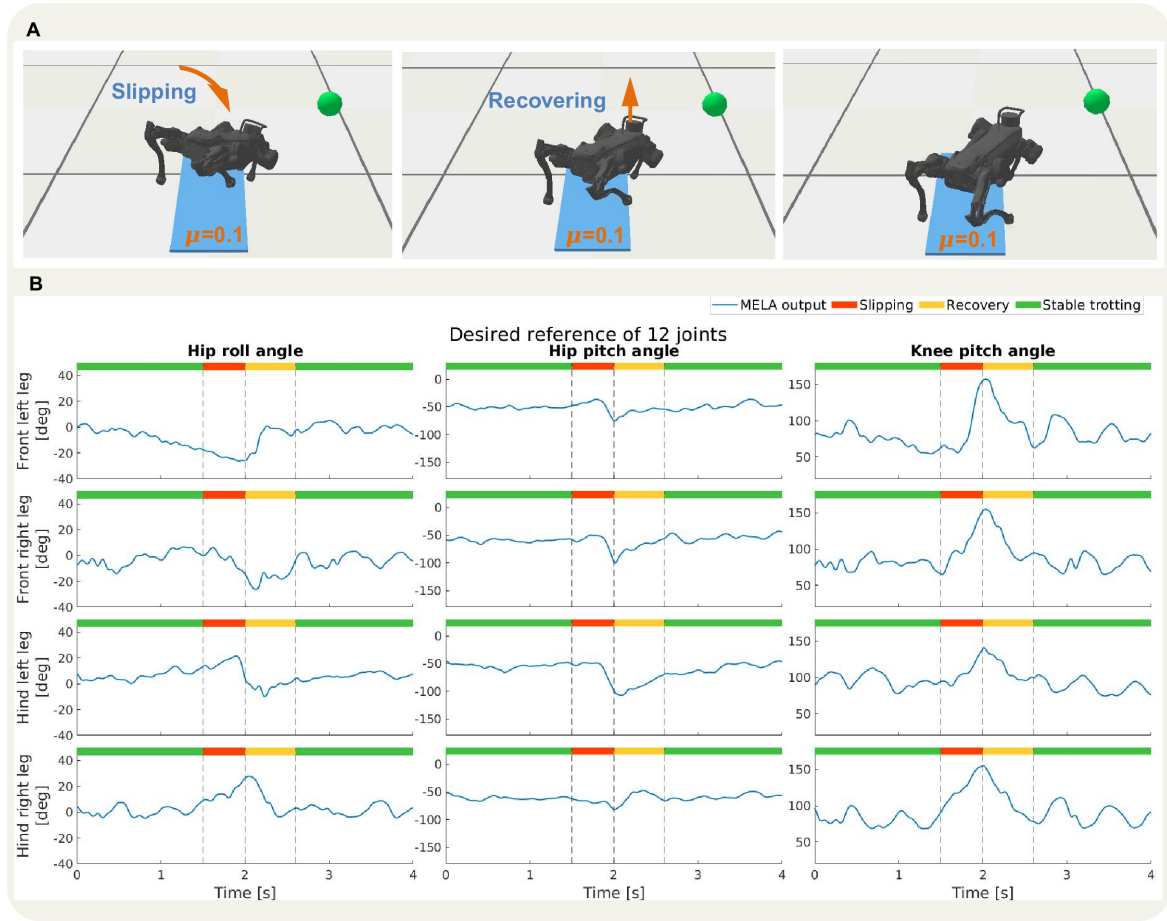 A
Slipping
μ=0.1
Recovering
μ=0.1
μ=0.1
B
MELA output Slipping Recovery Stable trotting
Desired reference of 12 joints
Hip roll angle Hip pitch angle Knee pitch angle
Front left leg
[deg]
40
20
0
-20
-40
0
-50
-100
-150
150
100
50
Front right leg
[deg]
40
20
0
-20
-40
0
-50
-100
-150
150
100
50
Hind left leg
[deg]
40
20
0
-20
-40
0
-50
-100
-150
150
100
50
Hind right leg
[deg]
40
20
0
-20
-40
0
-50
-100
-150
150
100
50
0 1 2 3 4 0 1 2 3 4 0 1 2 3 4
Time [s] Time [s] Time [s]